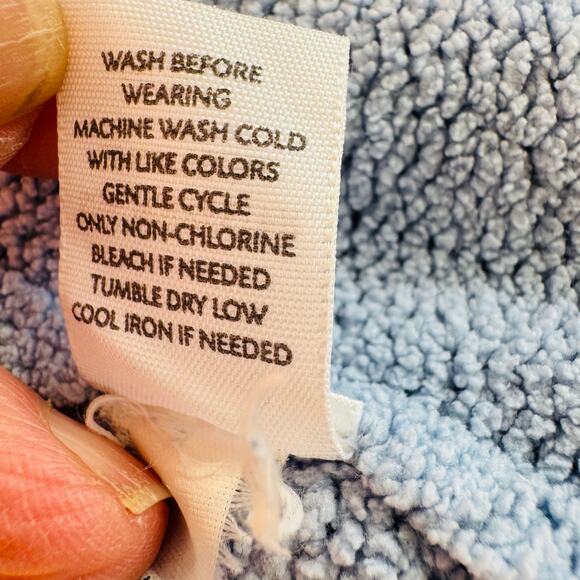 WASH BEFORE
WEARING
MACHINE WASH COLD
WITH LIKE COLORS
GENTLE CYCLE
ONLY NON-CHLORINE
BLEACH IF NEEDED
TUMBLE DRY LOW
COOL IRON IF NEEDED